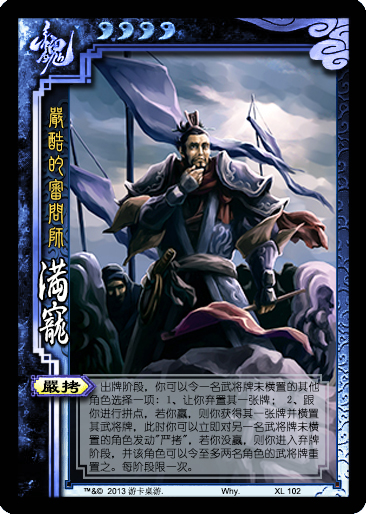 魏
嚴酷的審問師
滿寵
嚴拷
出牌阶段，你可以令一名武将牌未横置的其他
角色选择一项：1、让你弃置其一张牌； 2、跟
你进行拼点，若你赢，则你获得其一张牌并横置
其武将牌，此时你可以立即对另一名武将牌未横
置的角色发动"严拷"，若你没赢，则你进入弃牌
阶段，并该角色可以令至多两名角色的武将牌重
置之。每阶段限一次。
™&© 2013 游卡桌游. Why. XL 102